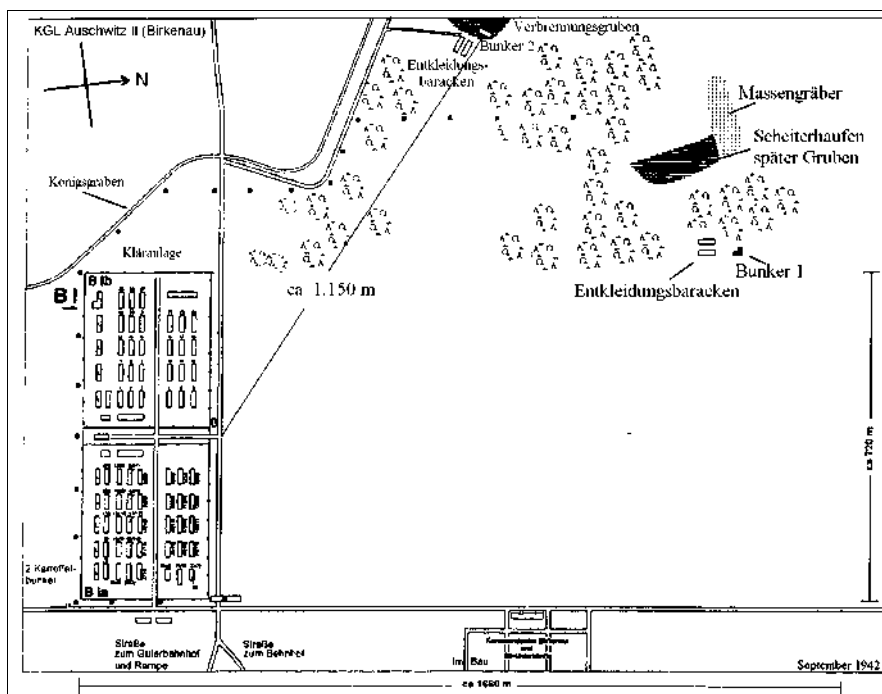 KGL Auschwitz II (Birkenau)
N
Verbrennungsgruben
Bunker 2
Entkleidungs-
baracken
Massengräber
Scheiterhaufen
später Gruben
Königsgraben
Kläranlage
B Ib
B I
ca 1.150 m
Bunker 1
Entkleidungsbaracken
ca 720 m
2 Kartoffel-
bunker
B Ia
Straße
zum Güterbahnhof
und Rampe
Straße
zum Bahnhof
Im Bau
September 1942